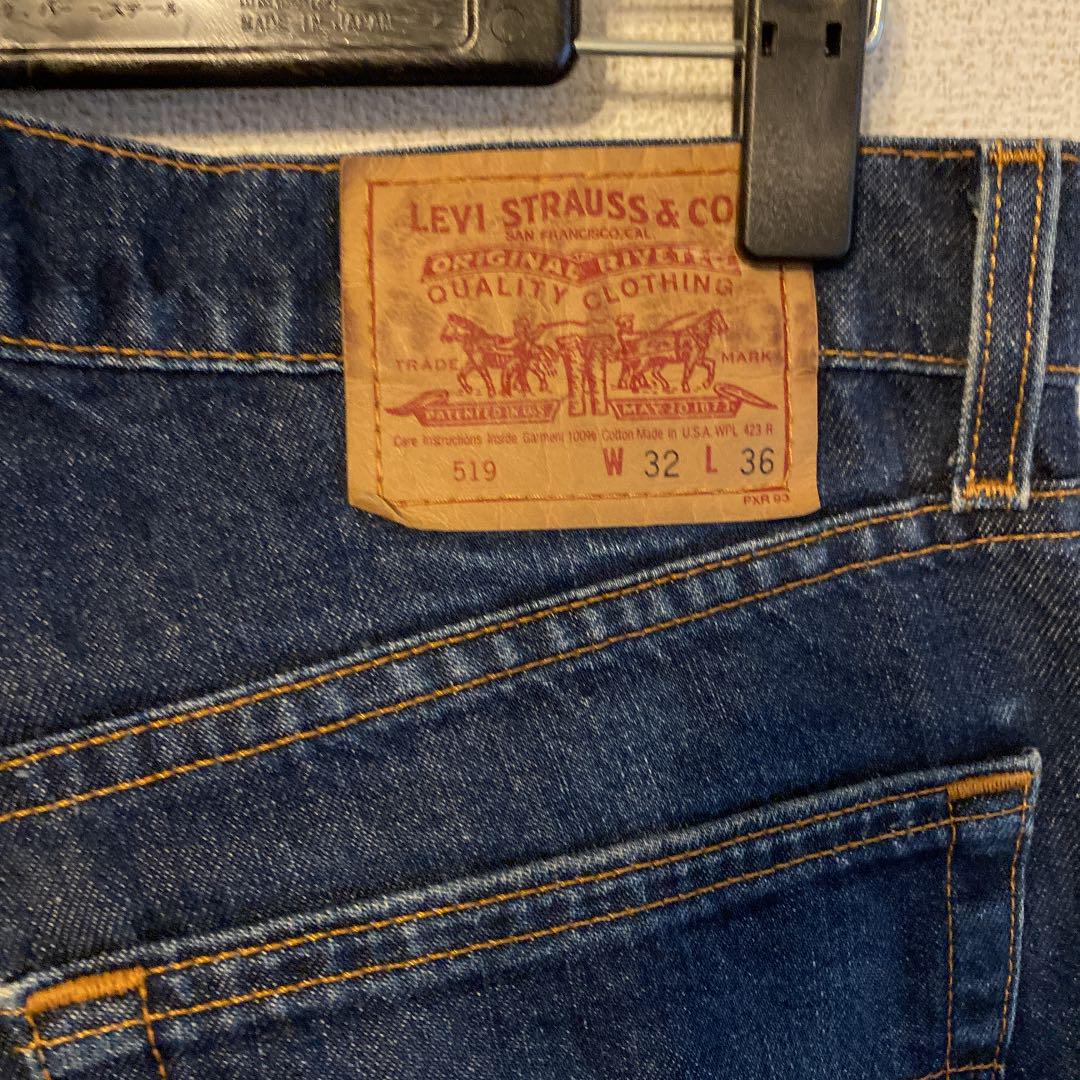 MADE IN JAPAN
LEVI STRAUSS & CO
SAN FRANCISCO, CAL.
ORIGINAL RIVETED
QUALITY CLOTHING
TRADE MARK
PATENTED IN U.S. MAY 20 1873
Care Instructions Inside Garment 100% Cotton Made in U.S.A. WPL 423 R
519 W 32 L 36
PXR 93